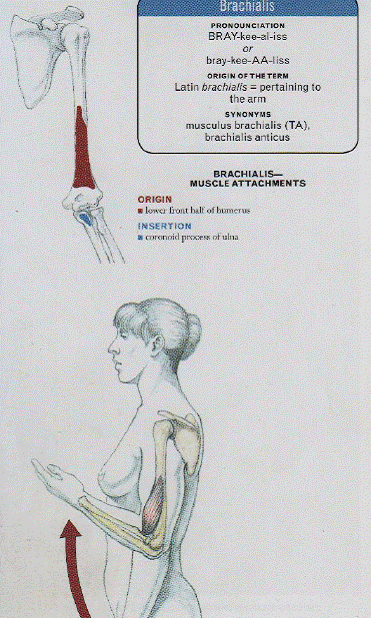 Brachialis
PRONOUNCIATION
BRAY-kee-al-iss
or
bray-kee-AA-liss
ORIGIN OF THE TERM
Latin brachialis = pertaining to
the arm
SYNONYMS
musculus brachialis (TA),
brachialis anticus
BRACHIALIS—
MUSCLE ATTACHMENTS
ORIGIN
lower front half of humerus
INSERTION
coronoid process of ulna